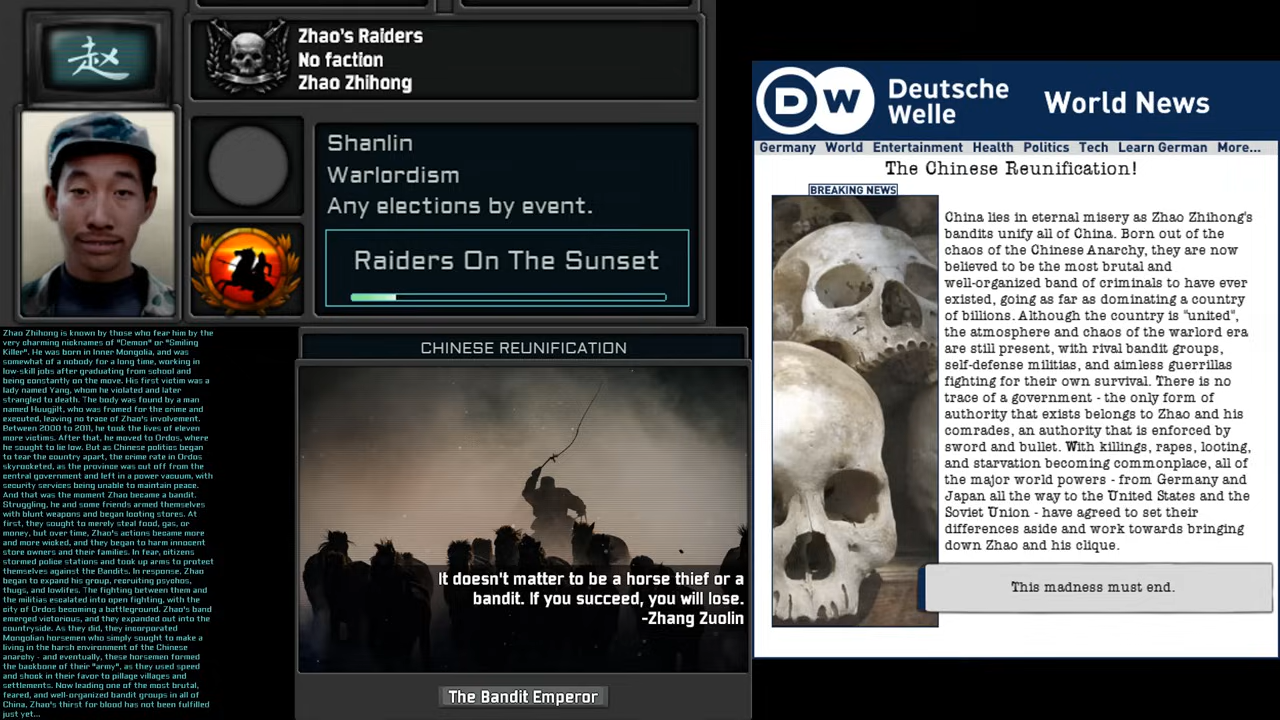 赵
Zhao's Raiders
No faction
Zhao Zhihong
Shanlin
Warlordism
Any elections by event.
Raiders On The Sunset
Zhao Zhihong is known by those who fear him by the
very charming nicknames of "Demon" or "Smiling
Killer". He was born in Inner Mongolia, and was
somewhat of a nobody for a long time, working in
low-skill jobs after graduating from school and
being constantly on the move. His first victim was a
lady named Yang, whom he violated and later
strangled to death. The body was found by a man
named Huugjilt, who was framed for the crime and
executed, leaving no trace of Zhao's involvement.
Between 2000 to 2011, he took the lives of eleven
more victims. After that, he moved to Ordos, where
he sought to lie low. But as Chinese politics began
to tear the country apart, the crime rate in Ordos
skyrocketed, as the province was cut off from the
central government and left in a power vacuum, with
security services being unable to maintain peace.
And that was the moment Zhao became a bandit.
Struggling, he and some friends armed themselves
with blunt weapons and began looting stores. At
first, they sought to merely steal food, gas, or
money, but over time, Zhao's actions became more
and more wicked, and they began to harm innocent
store owners and their families. In fear, citizens
stormed police stations and took up arms to protect
themselves against the Bandits. In response, Zhao
began to expand his group, recruiting psychos,
thugs, and lowlifes. The fighting between them and
the militias escalated into open fighting, with the
city of Ordos becoming a battleground. Zhao's band
emerged victorious, and they expanded out into the
countryside. As they did, they incorporated
Mongolian horsemen who simply sought to make a
living in the harsh environment of the Chinese
anarchy - and eventually, these horsemen formed
the backbone of their "army", as they used speed
and shock in their favor to pillage villages and
settlements. Now leading one of the most brutal,
feared, and well-organized bandit groups in all of
China, Zhao's thirst for blood has not been fulfilled
just yet...
CHINESE REUNIFICATION
It doesn't matter to be a horse thief or a
bandit. If you succeed, you will lose.
-Zhang Zuolin
The Bandit Emperor
DW Deutsche
Welle
World News
Germany World Entertainment Health Politics Tech Learn German More...
The Chinese Reunification!
BREAKING NEWS
China lies in eternal misery as Zhao Zhihong's
bandits unify all of China. Born out of the
chaos of the Chinese Anarchy, they are now
believed to be the most brutal and
well-organized band of criminals to have ever
existed, going as far as dominating a country
of billions. Although the country is "united",
the atmosphere and chaos of the warlord era
are still present, with rival bandit groups,
self-defense militias, and aimless guerrillas
fighting for their own survival. There is no
trace of a government - the only form of
authority that exists belongs to Zhao and his
comrades, an authority that is enforced by
sword and bullet. With killings, rapes, looting,
and starvation becoming commonplace, all of
the major world powers - from Germany and
Japan all the way to the United States and the
Soviet Union - have agreed to set their
differences aside and work towards bringing
down Zhao and his clique.
This madness must end.